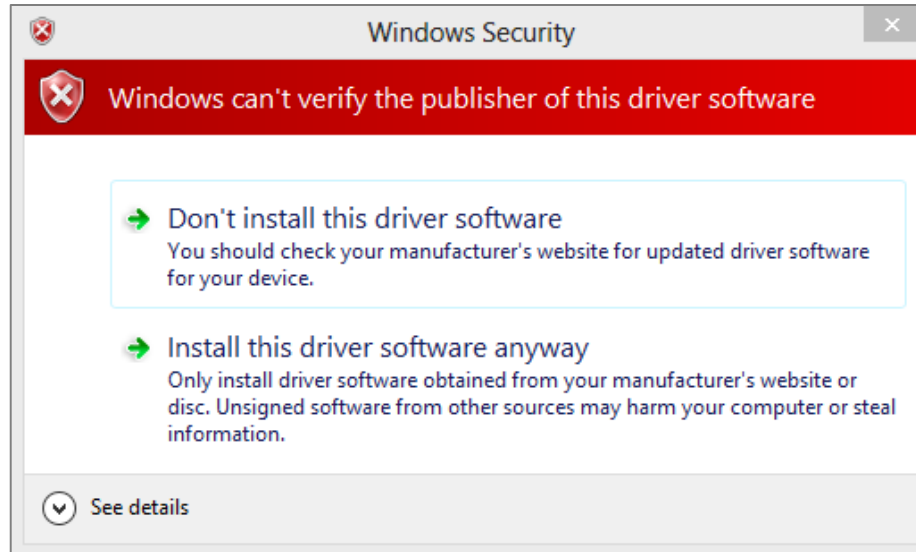 Windows Security
Windows can't verify the publisher of this driver software
Don't install this driver software
You should check your manufacturer's website for updated driver software
for your device.
Install this driver software anyway
Only install driver software obtained from your manufacturer's website or
disc. Unsigned software from other sources may harm your computer or steal
information.
See details